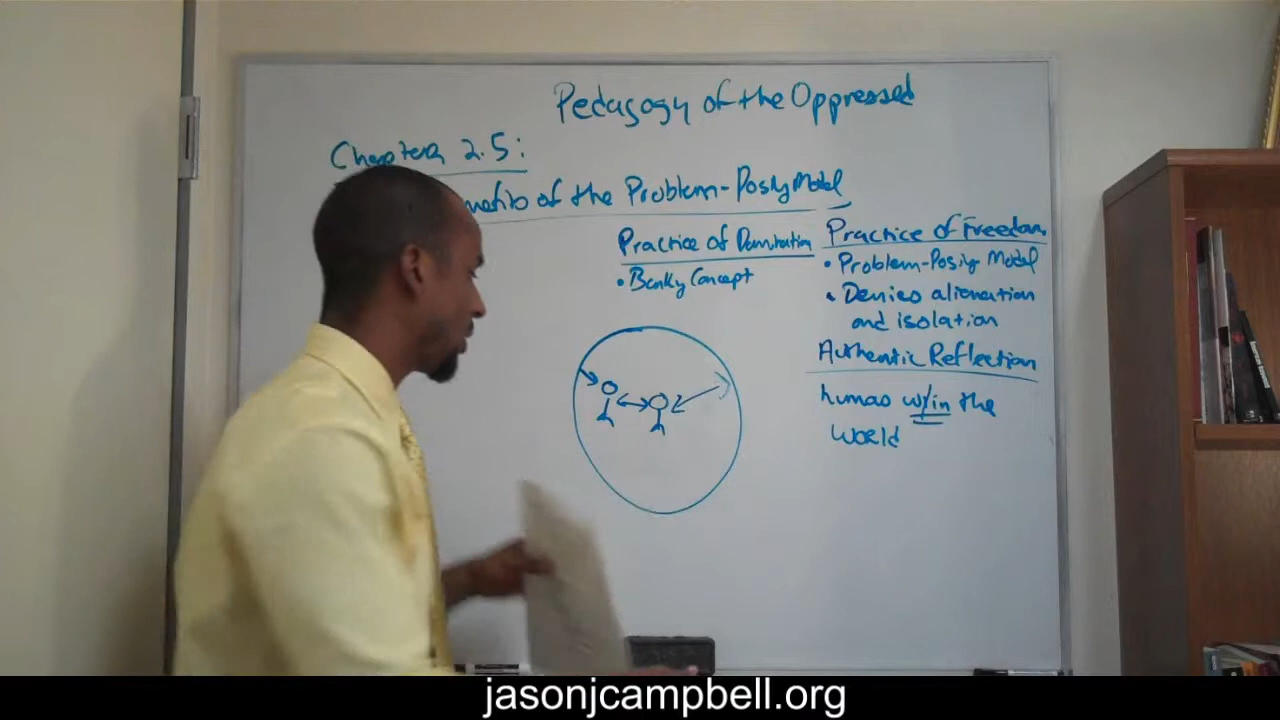 Pedagogy of the Oppressed
Chapter 2.5:
of the Problem-Posing Model
Practice of Domination
• Banking Concept
Practice of Freedom
• Problem-Posing Model
• Denies alienation
and isolation
Authentic Reflection
human w/in the
world
jasonjcampbell.org